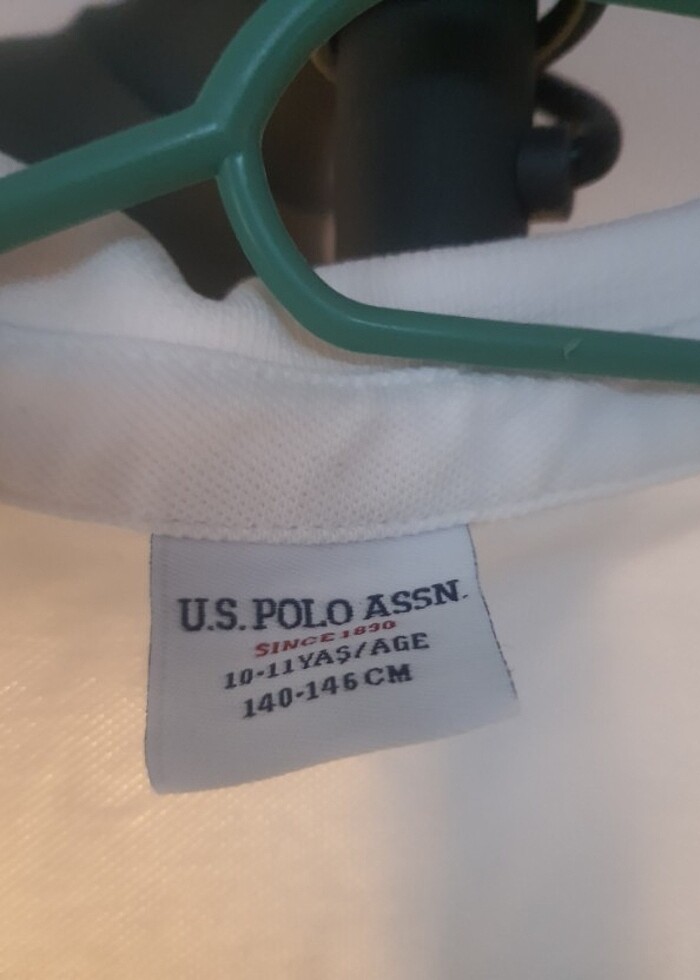 U.S. POLO ASSN.
SINCE 1890
10-11 YAŞ/AGE
140-146 CM